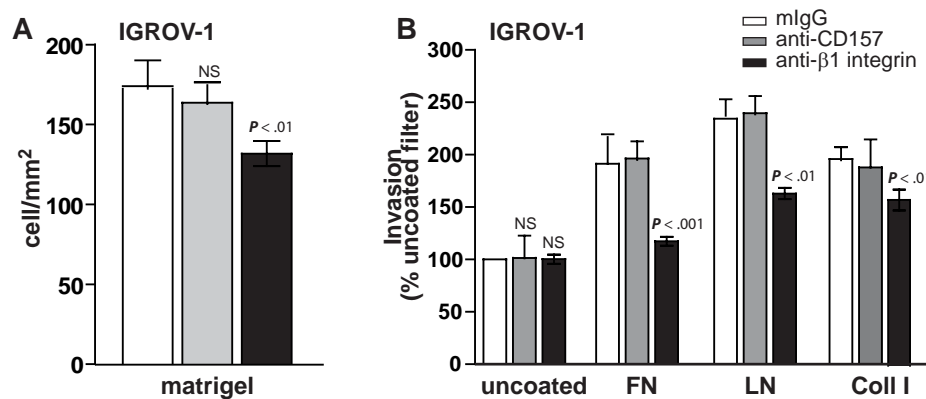 A
IGROV-1
200
150
100
50
0
cell/mm²
NS
P < .01
matrigel
B
IGROV-1
mIgG
anti-CD157
anti-β1 integrin
300
250
200
150
100
50
0
Invasion
(% uncoated filter)
NS
NS
P < .001
P < .01
P < .0
uncoated
FN
LN
Coll I